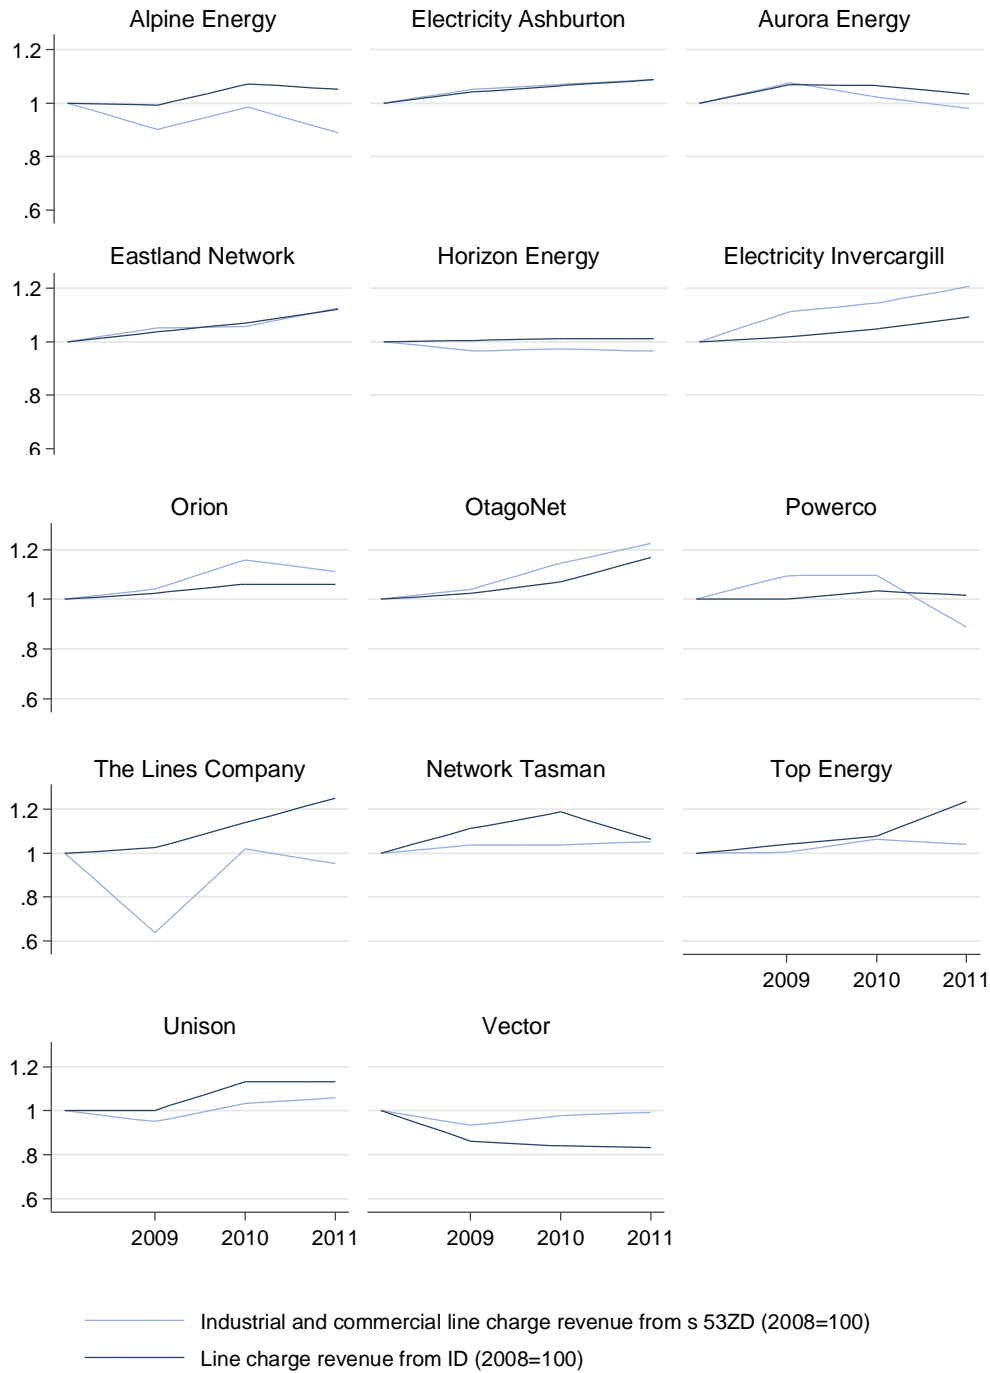 Alpine Energy Electricity Ashburton Aurora Energy
1.2
1
.8
.6
Eastland Network Horizon Energy Electricity Invercargill
1.2
1
.8
.6
Orion OtagoNet Powerco
1.2
1
.8
.6
The Lines Company Network Tasman Top Energy
1.2
1
.8
.6
2009 2010 2011
Unison Vector
1.2
1
.8
.6
2009 2010 2011 2009 2010 2011
Industrial and commercial line charge revenue from s 53ZD (2008=100)
Line charge revenue from ID (2008=100)